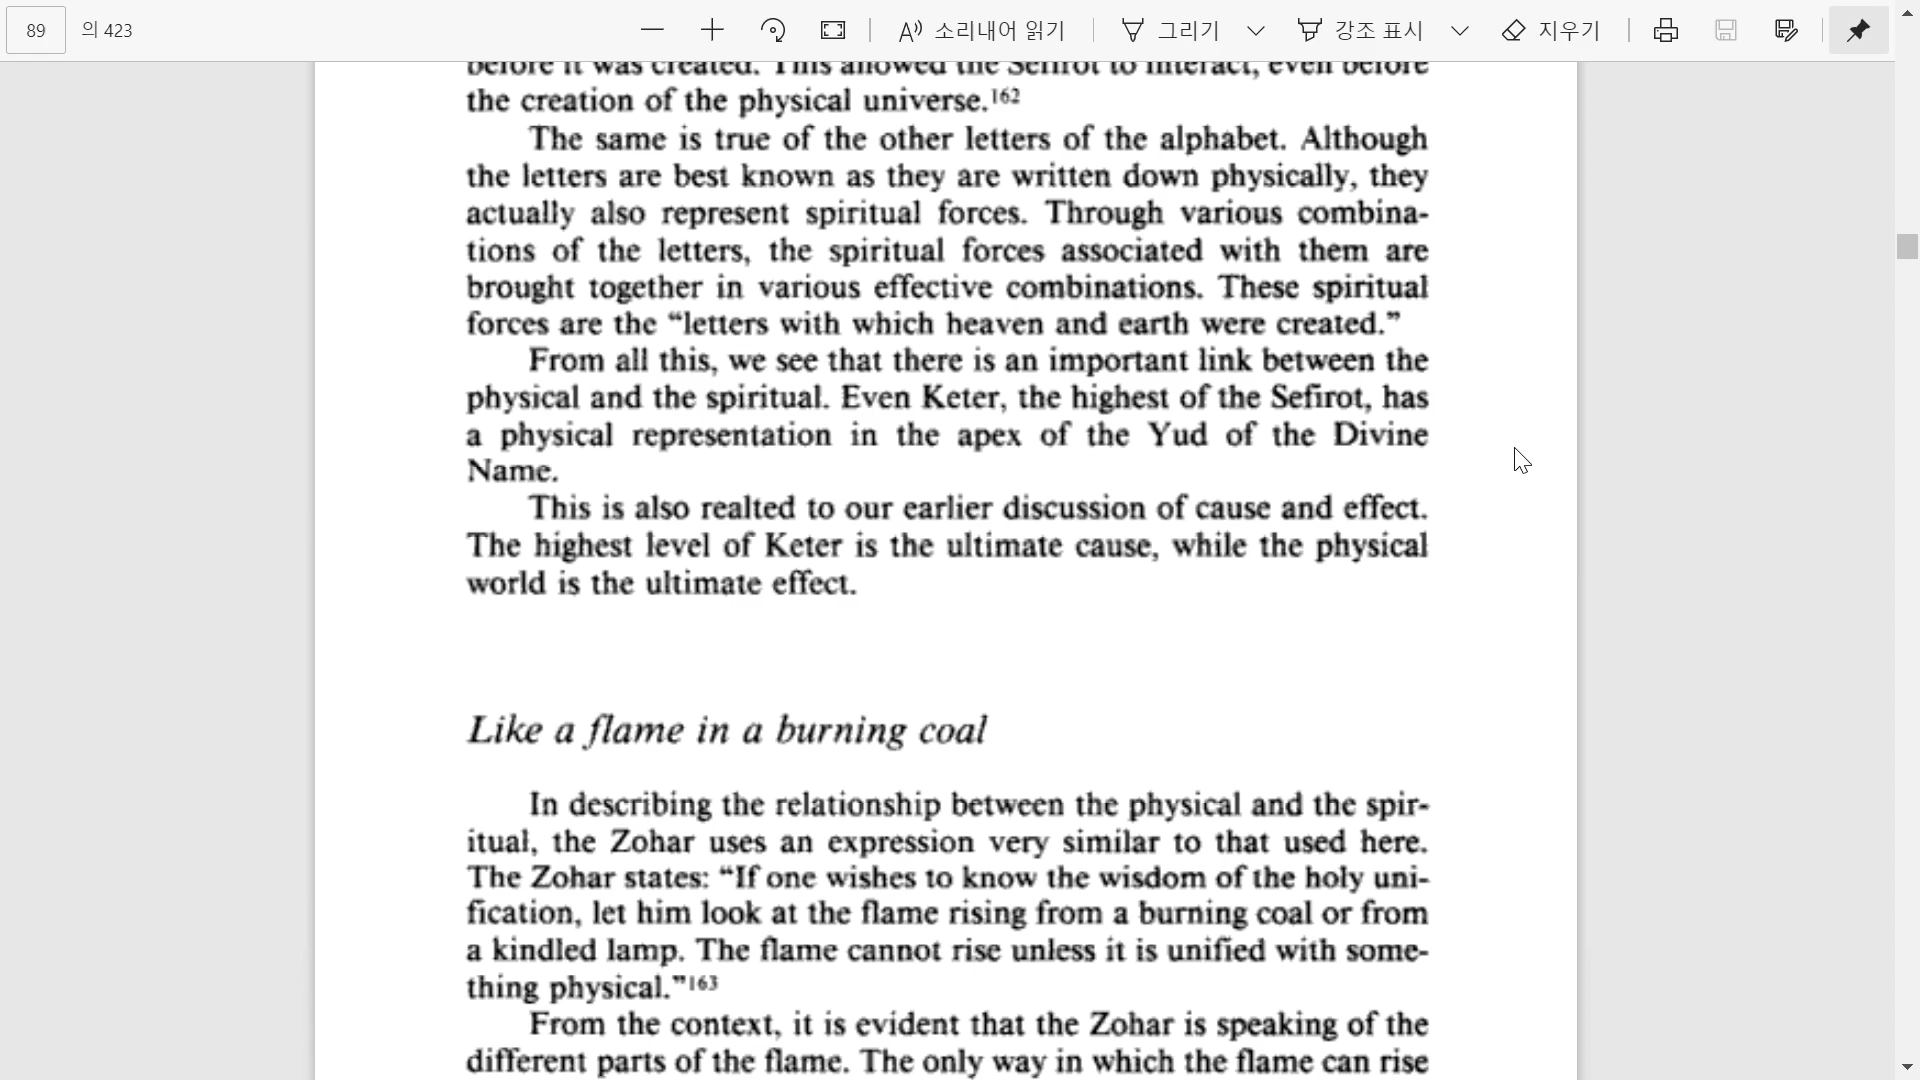 89 의 423 소리내어 읽기 그리기 강조 표시 지우기
before it was created. This allowed the Sefirot to interact, even before
the creation of the physical universe.162
The same is true of the other letters of the alphabet. Although
the letters are best known as they are written down physically, they
actually also represent spiritual forces. Through various combina-
tions of the letters, the spiritual forces associated with them are
brought together in various effective combinations. These spiritual
forces are the “letters with which heaven and earth were created.”
From all this, we see that there is an important link between the
physical and the spiritual. Even Keter, the highest of the Sefirot, has
a physical representation in the apex of the Yud of the Divine
Name.
This is also realted to our earlier discussion of cause and effect.
The highest level of Keter is the ultimate cause, while the physical
world is the ultimate effect.
Like a flame in a burning coal
In describing the relationship between the physical and the spir-
itual, the Zohar uses an expression very similar to that used here.
The Zohar states: “If one wishes to know the wisdom of the holy uni-
fication, let him look at the flame rising from a burning coal or from
a kindled lamp. The flame cannot rise unless it is unified with some-
thing physical.”163
From the context, it is evident that the Zohar is speaking of the
different parts of the flame. The only way in which the flame can rise